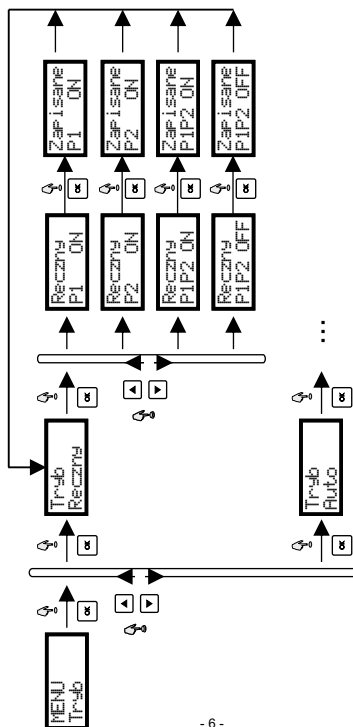 MENU
Tryb
Tryb
Reczny
Tryb
Auto
Reczny
P1 ON
Reczny
P2 ON
Reczny
P1P2 ON
Reczny
P1P2 OFF
Zapisane
P1 ON
Zapisane
P2 ON
Zapisane
P1P2 ON
Zapisane
P1P2 OFF
...
- 6 -